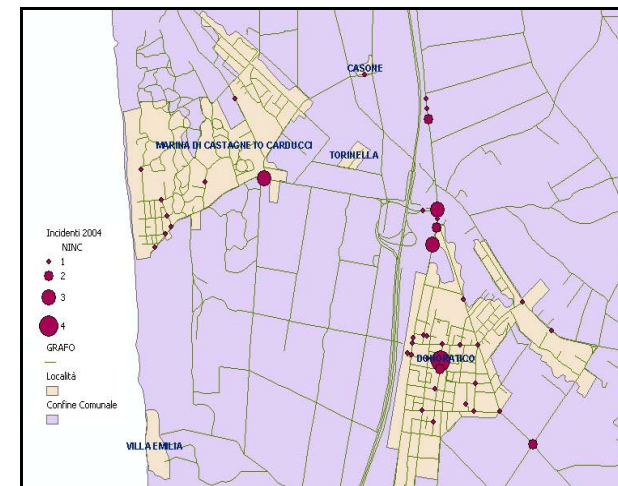 CASONE
MARINA DI CASTAGNETO CARDUCCI
TORINELLA
Incidenti 2004
NINC
1
2
3
4
GRAFO
Località
Confine Comunale
DONORATICO
VILLA EMILIA